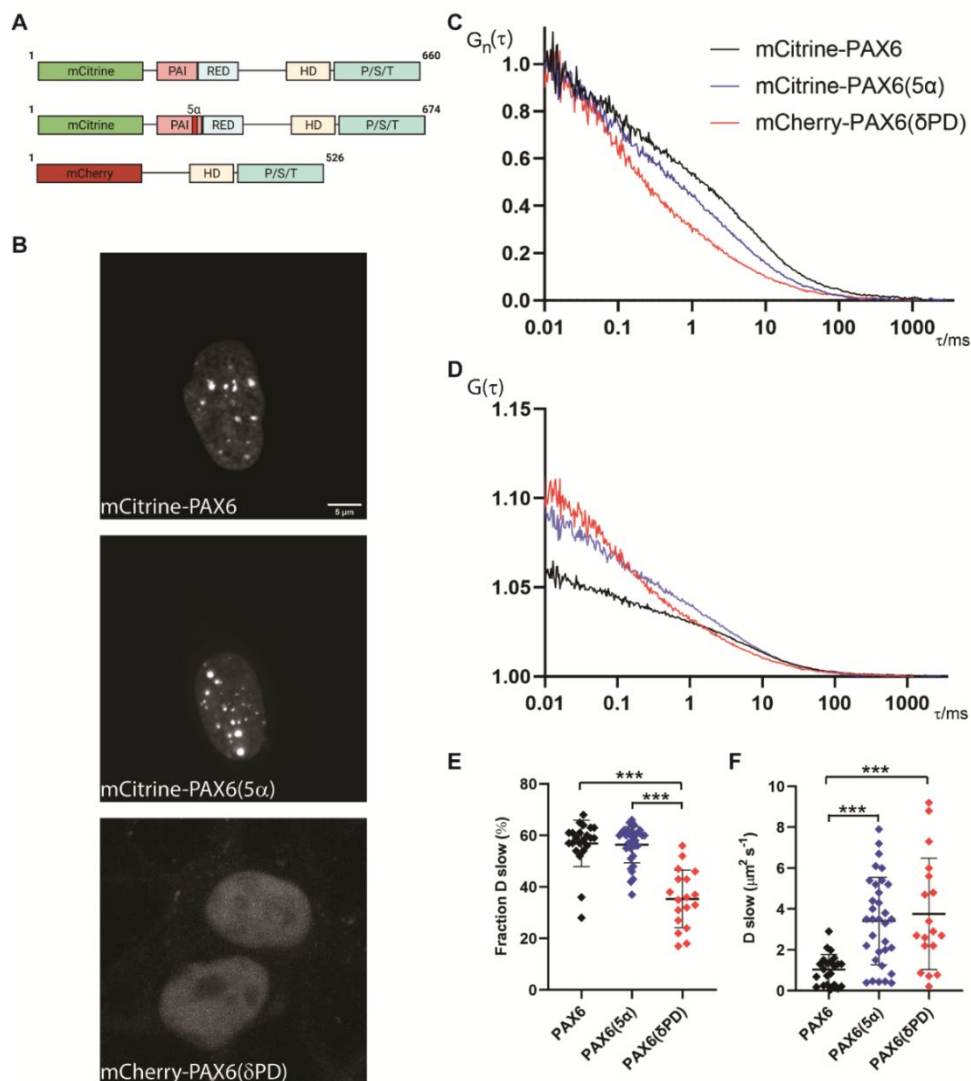 A
1 660
mCitrine PAI RED HD P/S/T
5α
1 674
mCitrine PAI RED HD P/S/T
1 526
mCherry HD P/S/T
B
5 µm
mCitrine-PAX6
mCitrine-PAX6(5α)
mCherry-PAX6(δPD)
C
Gn(τ)
mCitrine-PAX6
mCitrine-PAX6(5α)
mCherry-PAX6(δPD)
1.0
0.8
0.6
0.4
0.2
0.0
0.01 0.1 1 10 100 1000
τ/ms
D
G(τ)
1.15
1.10
1.05
1.00
0.01 0.1 1 10 100 1000
τ/ms
E
***
***
Fraction D slow (%)
80
60
40
20
0
PAX6 PAX6(5α) PAX6(δPD)
F
***
***
D slow (µm² s⁻¹)
10
8
6
4
2
0
PAX6 PAX6(5α) PAX6(δPD)